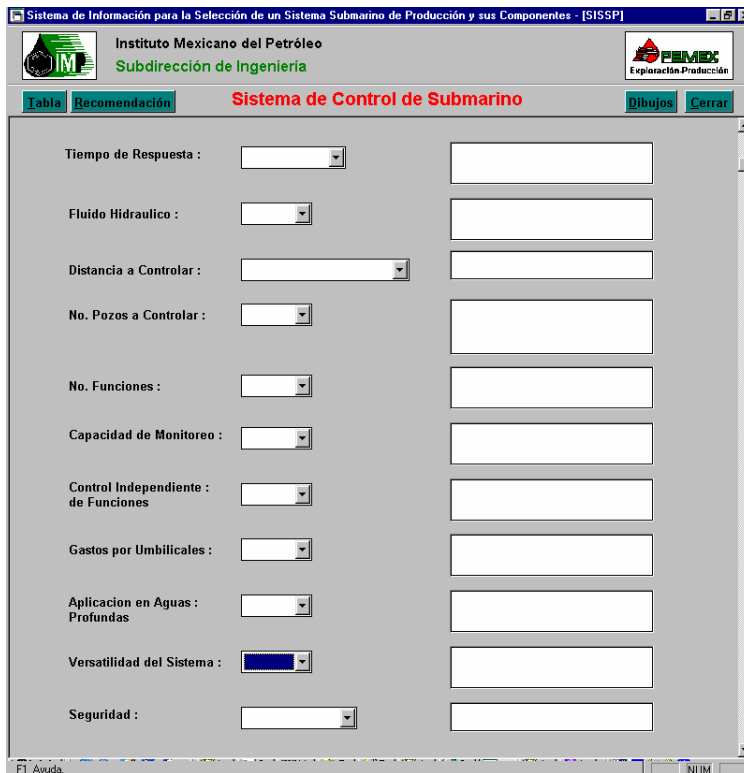 Sistema de Información para la Selección de un Sistema Submarino de Producción y sus Componentes - [SISSP]
IMP
Instituto Mexicano del Petróleo
Subdirección de Ingeniería
PEMEX
Exploración-Producción
Tabla Recomendación Sistema de Control de Submarino Dibujos Cerrar
Tiempo de Respuesta :
Fluido Hidraulico :
Distancia a Controlar :
No. Pozos a Controlar :
No. Funciones :
Capacidad de Monitoreo :
Control Independiente :
de Funciones
Gastos por Umbilicales :
Aplicacion en Aguas :
Profundas
Versatilidad del Sistema :
Seguridad :
F1 Ayuda. NUM